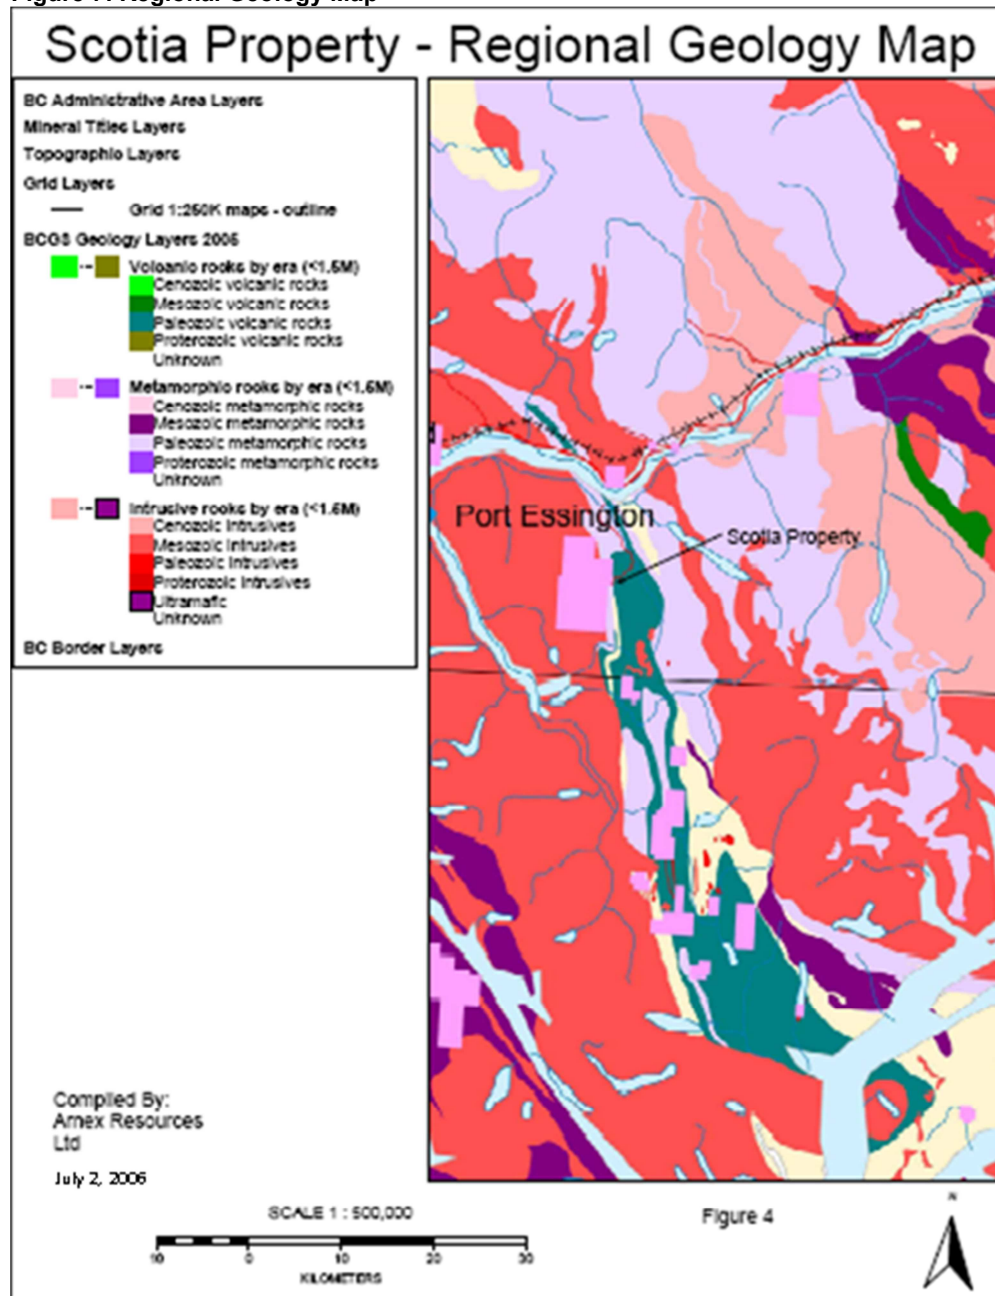 Figure 7: Regional Geology Map
Scotia Property - Regional Geology Map
BC Administrative Area Layers
Mineral Titles Layers
Topographic Layers
Grid Layers
Grid 1:250K maps - outline
BCGS Geology Layers 2005
Volcanic rocks by era (<1.5M)
Cenozoic volcanic rocks
Mesozoic volcanic rocks
Paleozoic volcanic rocks
Proterozoic volcanic rocks
Unknown
Metamorphic rocks by era (<1.5M)
Cenozoic metamorphic rocks
Mesozoic metamorphic rocks
Paleozoic metamorphic rocks
Proterozoic metamorphic rocks
Unknown
Intrusive rocks by era (<1.5M)
Cenozoic Intrusives
Mesozoic Intrusives
Paleozoic Intrusives
Proterozoic Intrusives
Ultramafic
Unknown
BC Border Layers
Port Essington
Scotia Property
Compiled By:
Arnex Resources
Ltd
July 2, 2006
SCALE 1 : 500,000
10 0 10 20 30
KILOMETERS
Figure 4
N